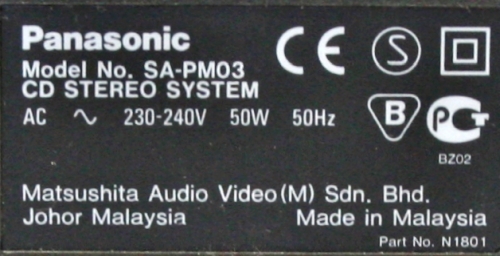 Panasonic
Model No. SA-PM03
CD STEREO SYSTEM
AC ∿ 230-240V 50W 50Hz
CE
S
B
PCT
BZ02
Matsushita Audio Video(M) Sdn. Bhd.
Johor Malaysia Made in Malaysia
Part No. N1801